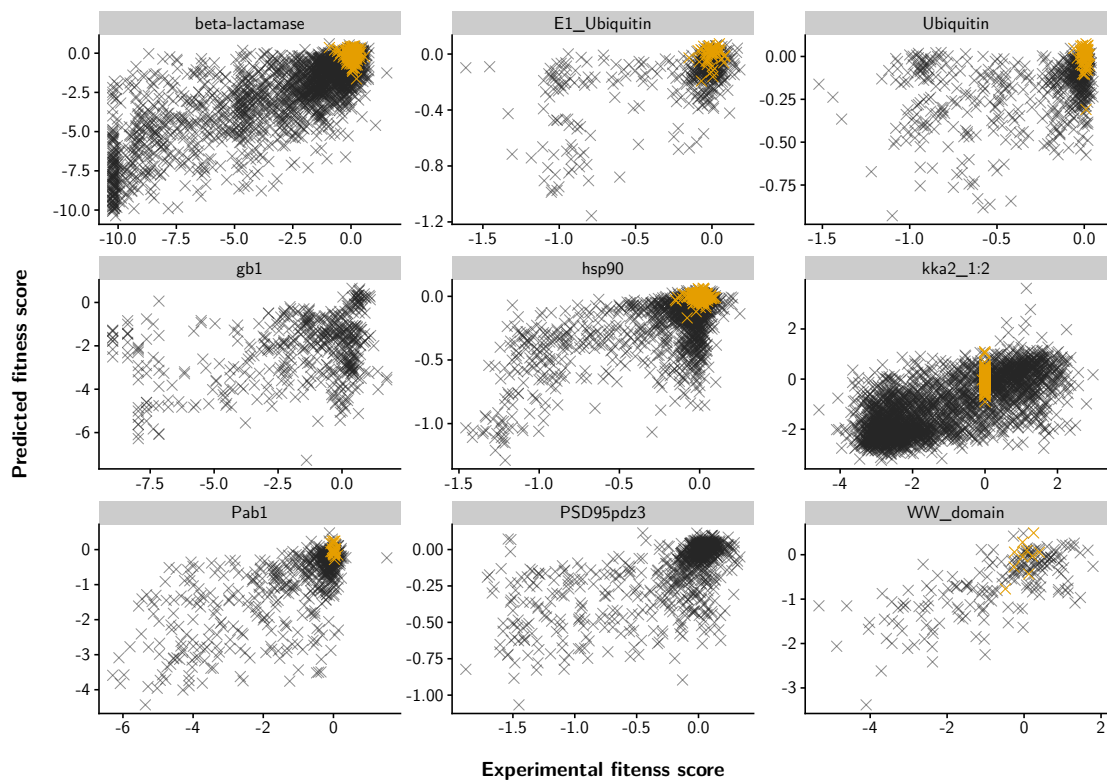 beta-lactamase E1_Ubiquitin Ubiquitin
0.0 -2.5 -5.0 -7.5 -10.0
-10.0 -7.5 -5.0 -2.5 0.0
0.0 -0.4 -0.8 -1.2
-1.5 -1.0 -0.5 0.0
0.00 -0.25 -0.50 -0.75
-1.5 -1.0 -0.5 0.0
gb1 hsp90 kka2_1:2
0 -2 -4 -6
-7.5 -5.0 -2.5 0.0
0.0 -0.5 -1.0
-1.5 -1.0 -0.5 0.0
2 0 -2
-4 -2 0 2
Pab1 PSD95pdz3 WW_domain
0 -1 -2 -3 -4
-6 -4 -2 0
0.00 -0.25 -0.50 -0.75 -1.00
-1.5 -1.0 -0.5 0.0
0 -1 -2 -3
-4 -2 0 2
Predicted fitness score
Experimental fitenss score